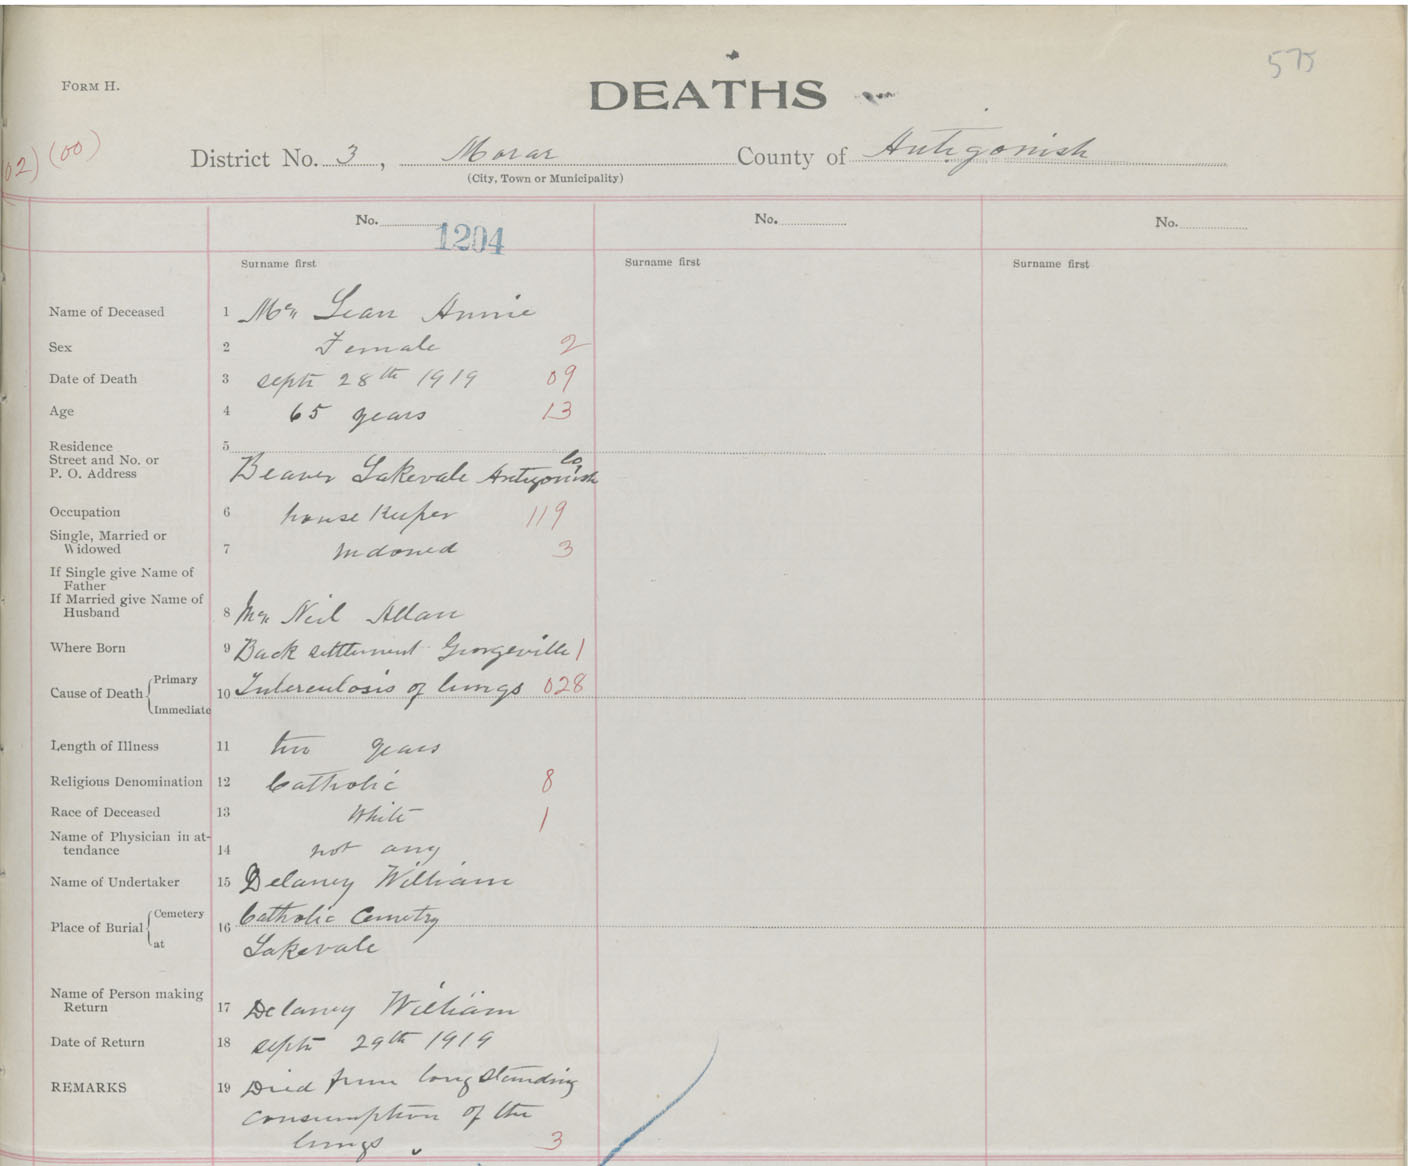 575
FORM H.
DEATHS
02) (00)
District No. 3, Morar County of Antigonish
(City, Town or Municipality)
No. 1204 No. No.
Surname first Surname first Surname first
Name of Deceased 1 Mc Lean Annie
Sex 2 Female 2
Date of Death 3 Septr 28th 1919 09
Age 4 65 years 13
Residence 5
Street and No. or
P. O. Address Beaver Lakevale Antigonish Co.
Occupation 6 house Keeper 119
Single, Married or
Widowed 7 Widowed 3
If Single give Name of
Father
If Married give Name of
Husband 8 Mc Neil Allan
Where Born 9 Back settlement Georgeville 1
Cause of Death Primary
10 Tuberculosis of lungs 028
Immediate
Length of Illness 11 two years
Religious Denomination 12 Catholic 8
Race of Deceased 13 White 1
Name of Physician in at-
tendance 14 not any
Name of Undertaker 15 Delaney William
Place of Burial Cemetery 16 Catholic Cemetry
at Lakevale
Name of Person making
Return 17 Delaney William
Date of Return 18 Septr 29th 1919
REMARKS 19 Died from long standing
consumption of the
lungs. 3